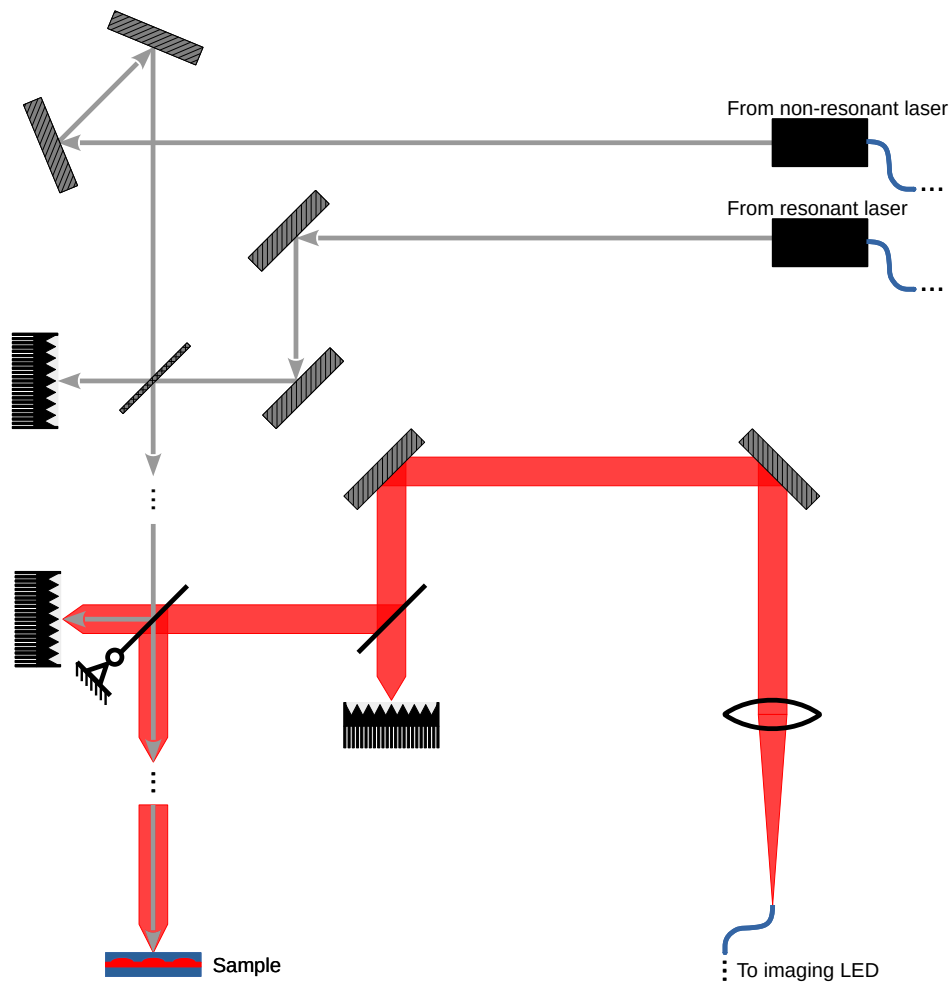 From non-resonant laser
...
From resonant laser
...
...
...
Sample
... To imaging LED